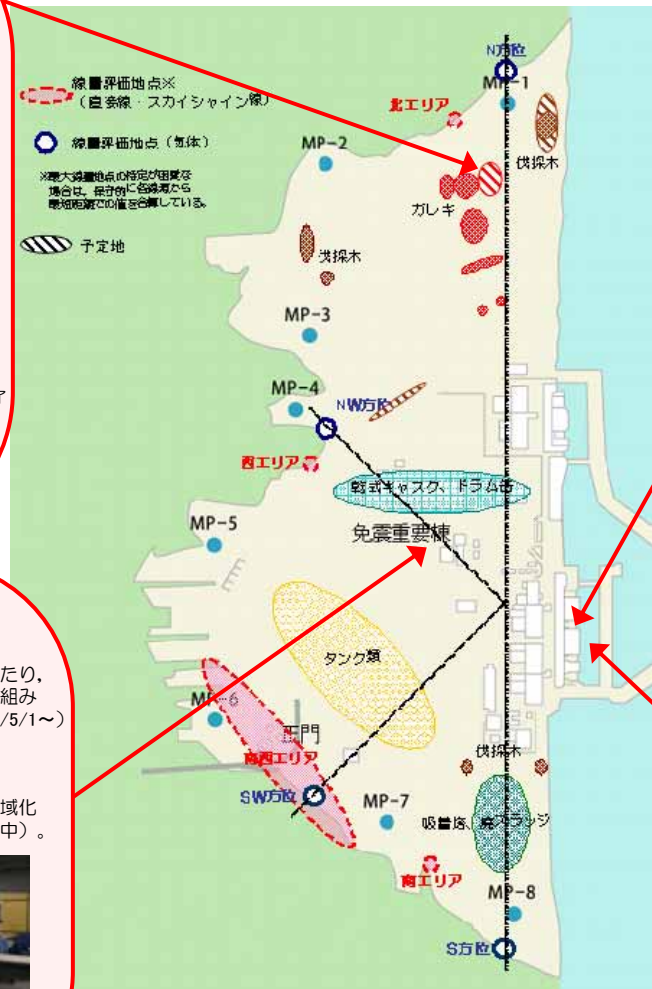 線量評価地点※
(直接線・スカイシャイン線)
線量評価地点(気体)
※最大線量地点の特定が困難な
場合は、保守的に各線源から
最短距離での値を合算している。
予定地
N方位
MP-1
北エリア
伐採木
MP-2
ガレキ
伐採木
MP-3
了
MP-4
NW方位
西エリア
乾式キャスク、ドラム缶
MP-5
免震重要棟
タンク類
たり,
組み
/5/1~)
MP-6
正門
南西エリア
伐採木
SW方位
MP-7
域化
中)。
吸着塔、廃スラッジ
南エリア
MP-8
S方位